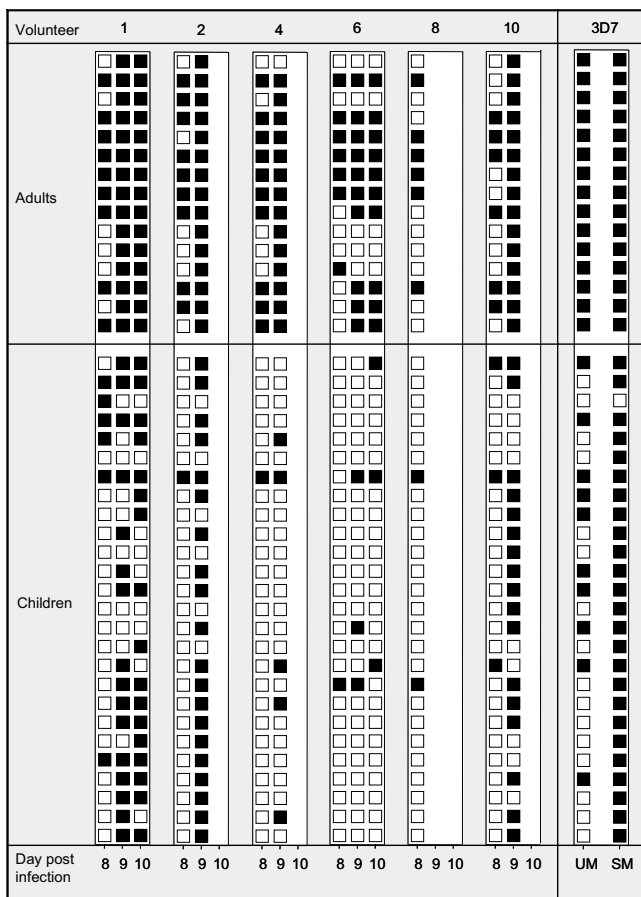 Volunteer 1 2 4 6 8 10 3D7
Adults
Children
Day post
infection
8 9 10 8 9 10 8 9 10 8 9 10 8 9 10 8 9 10 UM SM